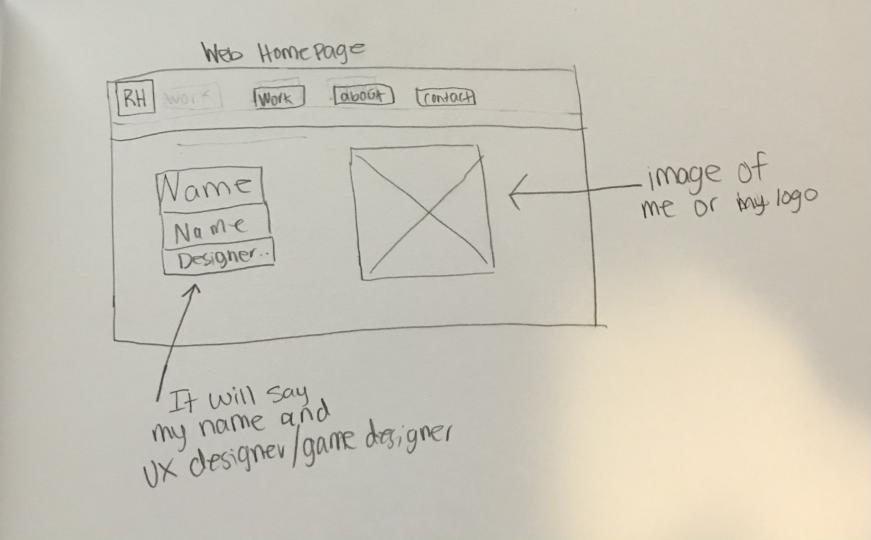 Web Homepage
RH work Work about contact
Name
Name
Designer..
image of
me or my logo
It will say
my name and
UX designer/game designer